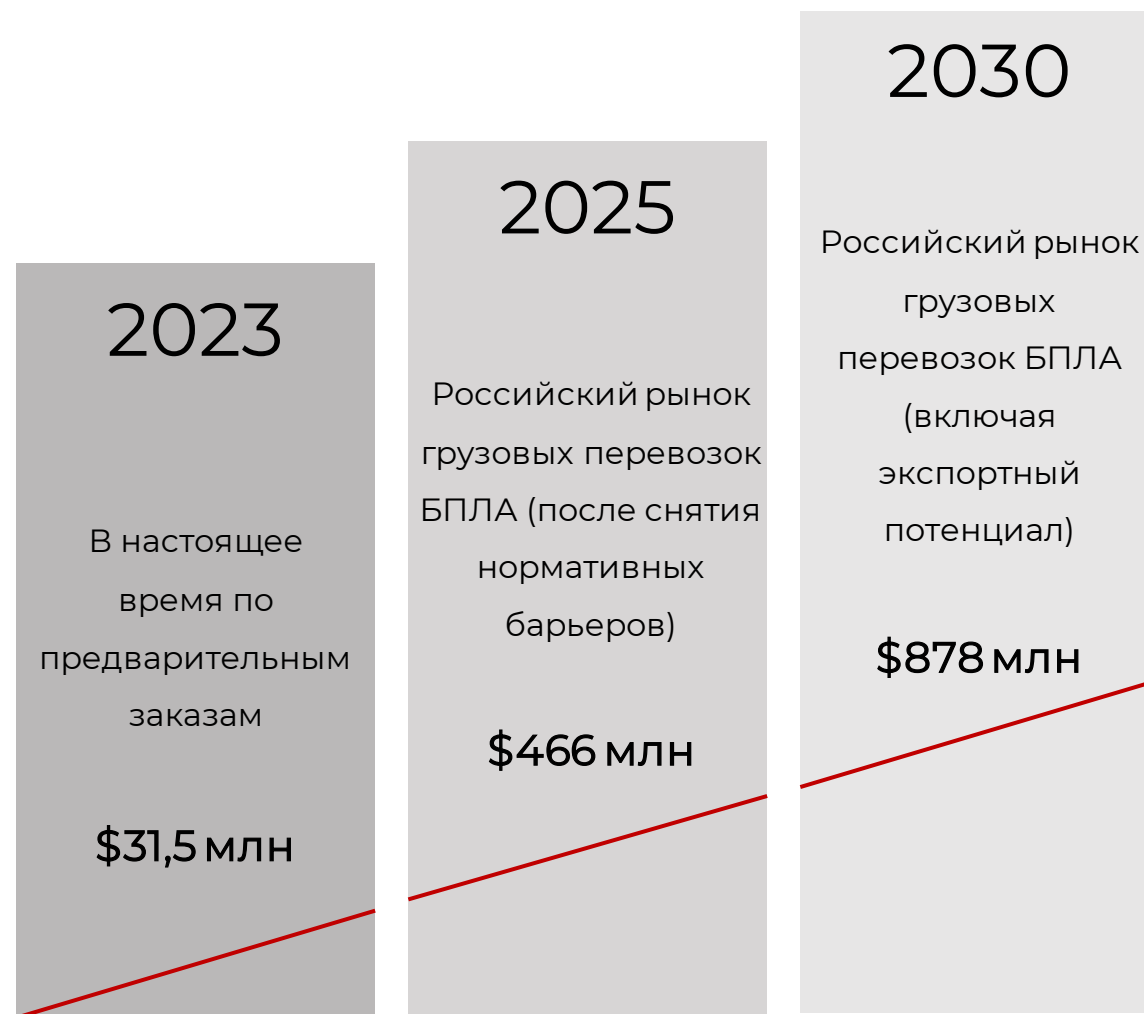 2023
В настоящее
время по
предварительным
заказам
$31,5 млн
2025
Российский рынок
грузовых перевозок
БПЛА (после снятия
нормативных
барьеров)
$466 млн
2030
Российский рынок
грузовых
перевозок БПЛА
(включая
экспортный
потенциал)
$878 млн